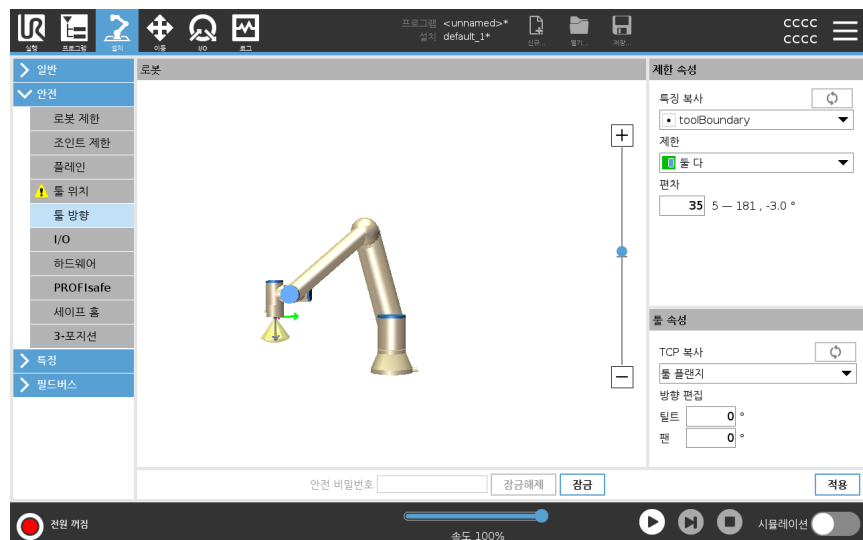 UR
실행
프로그램
설치
이동
I/O
로그
프로그램 <unnamed>*
설치 default_1*
신규...
열기...
저장...
cccc
cccc
일반
안전
로봇 제한
조인트 제한
플레인
툴 위치
툴 방향
I/O
하드웨어
PROFIsafe
세이프 홈
3-포지션
특징
필드버스
로봇
제한 속성
특징 복사
toolBoundary
제한
둘 다
편차
35 5 — 181 , -3.0 °
툴 속성
TCP 복사
툴 플랜지
방향 편집
틸트 0 °
팬 0 °
안전 비밀번호 잠금해제 잠금
적용
전원 꺼짐
속도 100%
시뮬레이션